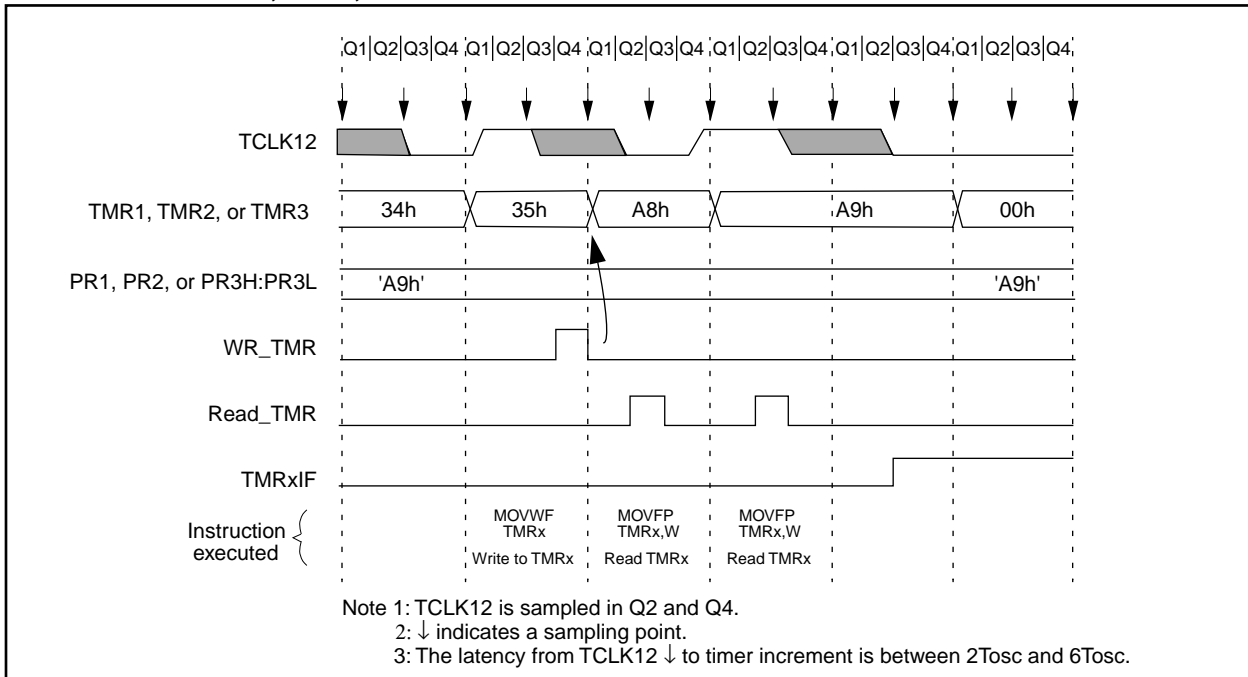 Q1 Q2 Q3 Q4 Q1 Q2 Q3 Q4 Q1 Q2 Q3 Q4 Q1 Q2 Q3 Q4 Q1 Q2 Q3 Q4 Q1 Q2 Q3 Q4
TCLK12
TMR1, TMR2, or TMR3 34h 35h A8h A9h 00h
PR1, PR2, or PR3H:PR3L 'A9h' 'A9h'
WR_TMR
Read_TMR
TMRxIF
Instruction executed
MOVWF MOVFP MOVFP
TMRx TMRx,W TMRx,W
Write to TMRx Read TMRx Read TMRx
Note 1: TCLK12 is sampled in Q2 and Q4.
2: ↓ indicates a sampling point.
3: The latency from TCLK12 ↓ to timer increment is between 2Tosc and 6Tosc.